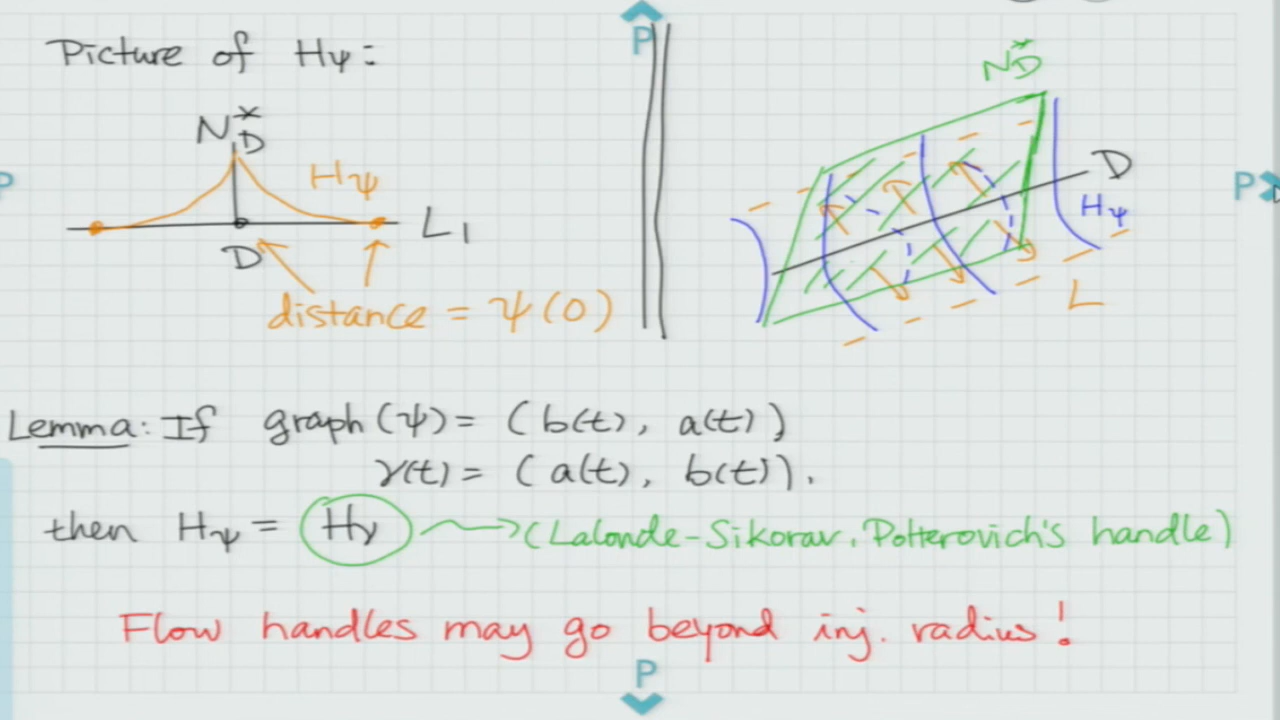 Picture of Hψ:
N*D
Hψ
L1
D
distance = ψ(0)
N*D
D
Hψ
L
Lemma: If graph(ψ) = (b(t), a(t))
γ(t) = (a(t), b(t)).
then Hψ = Hγ → (Lalonde-Sikorav, Polterovich's handle)
Flow handles may go beyond inj. radius!
P
P
P
P